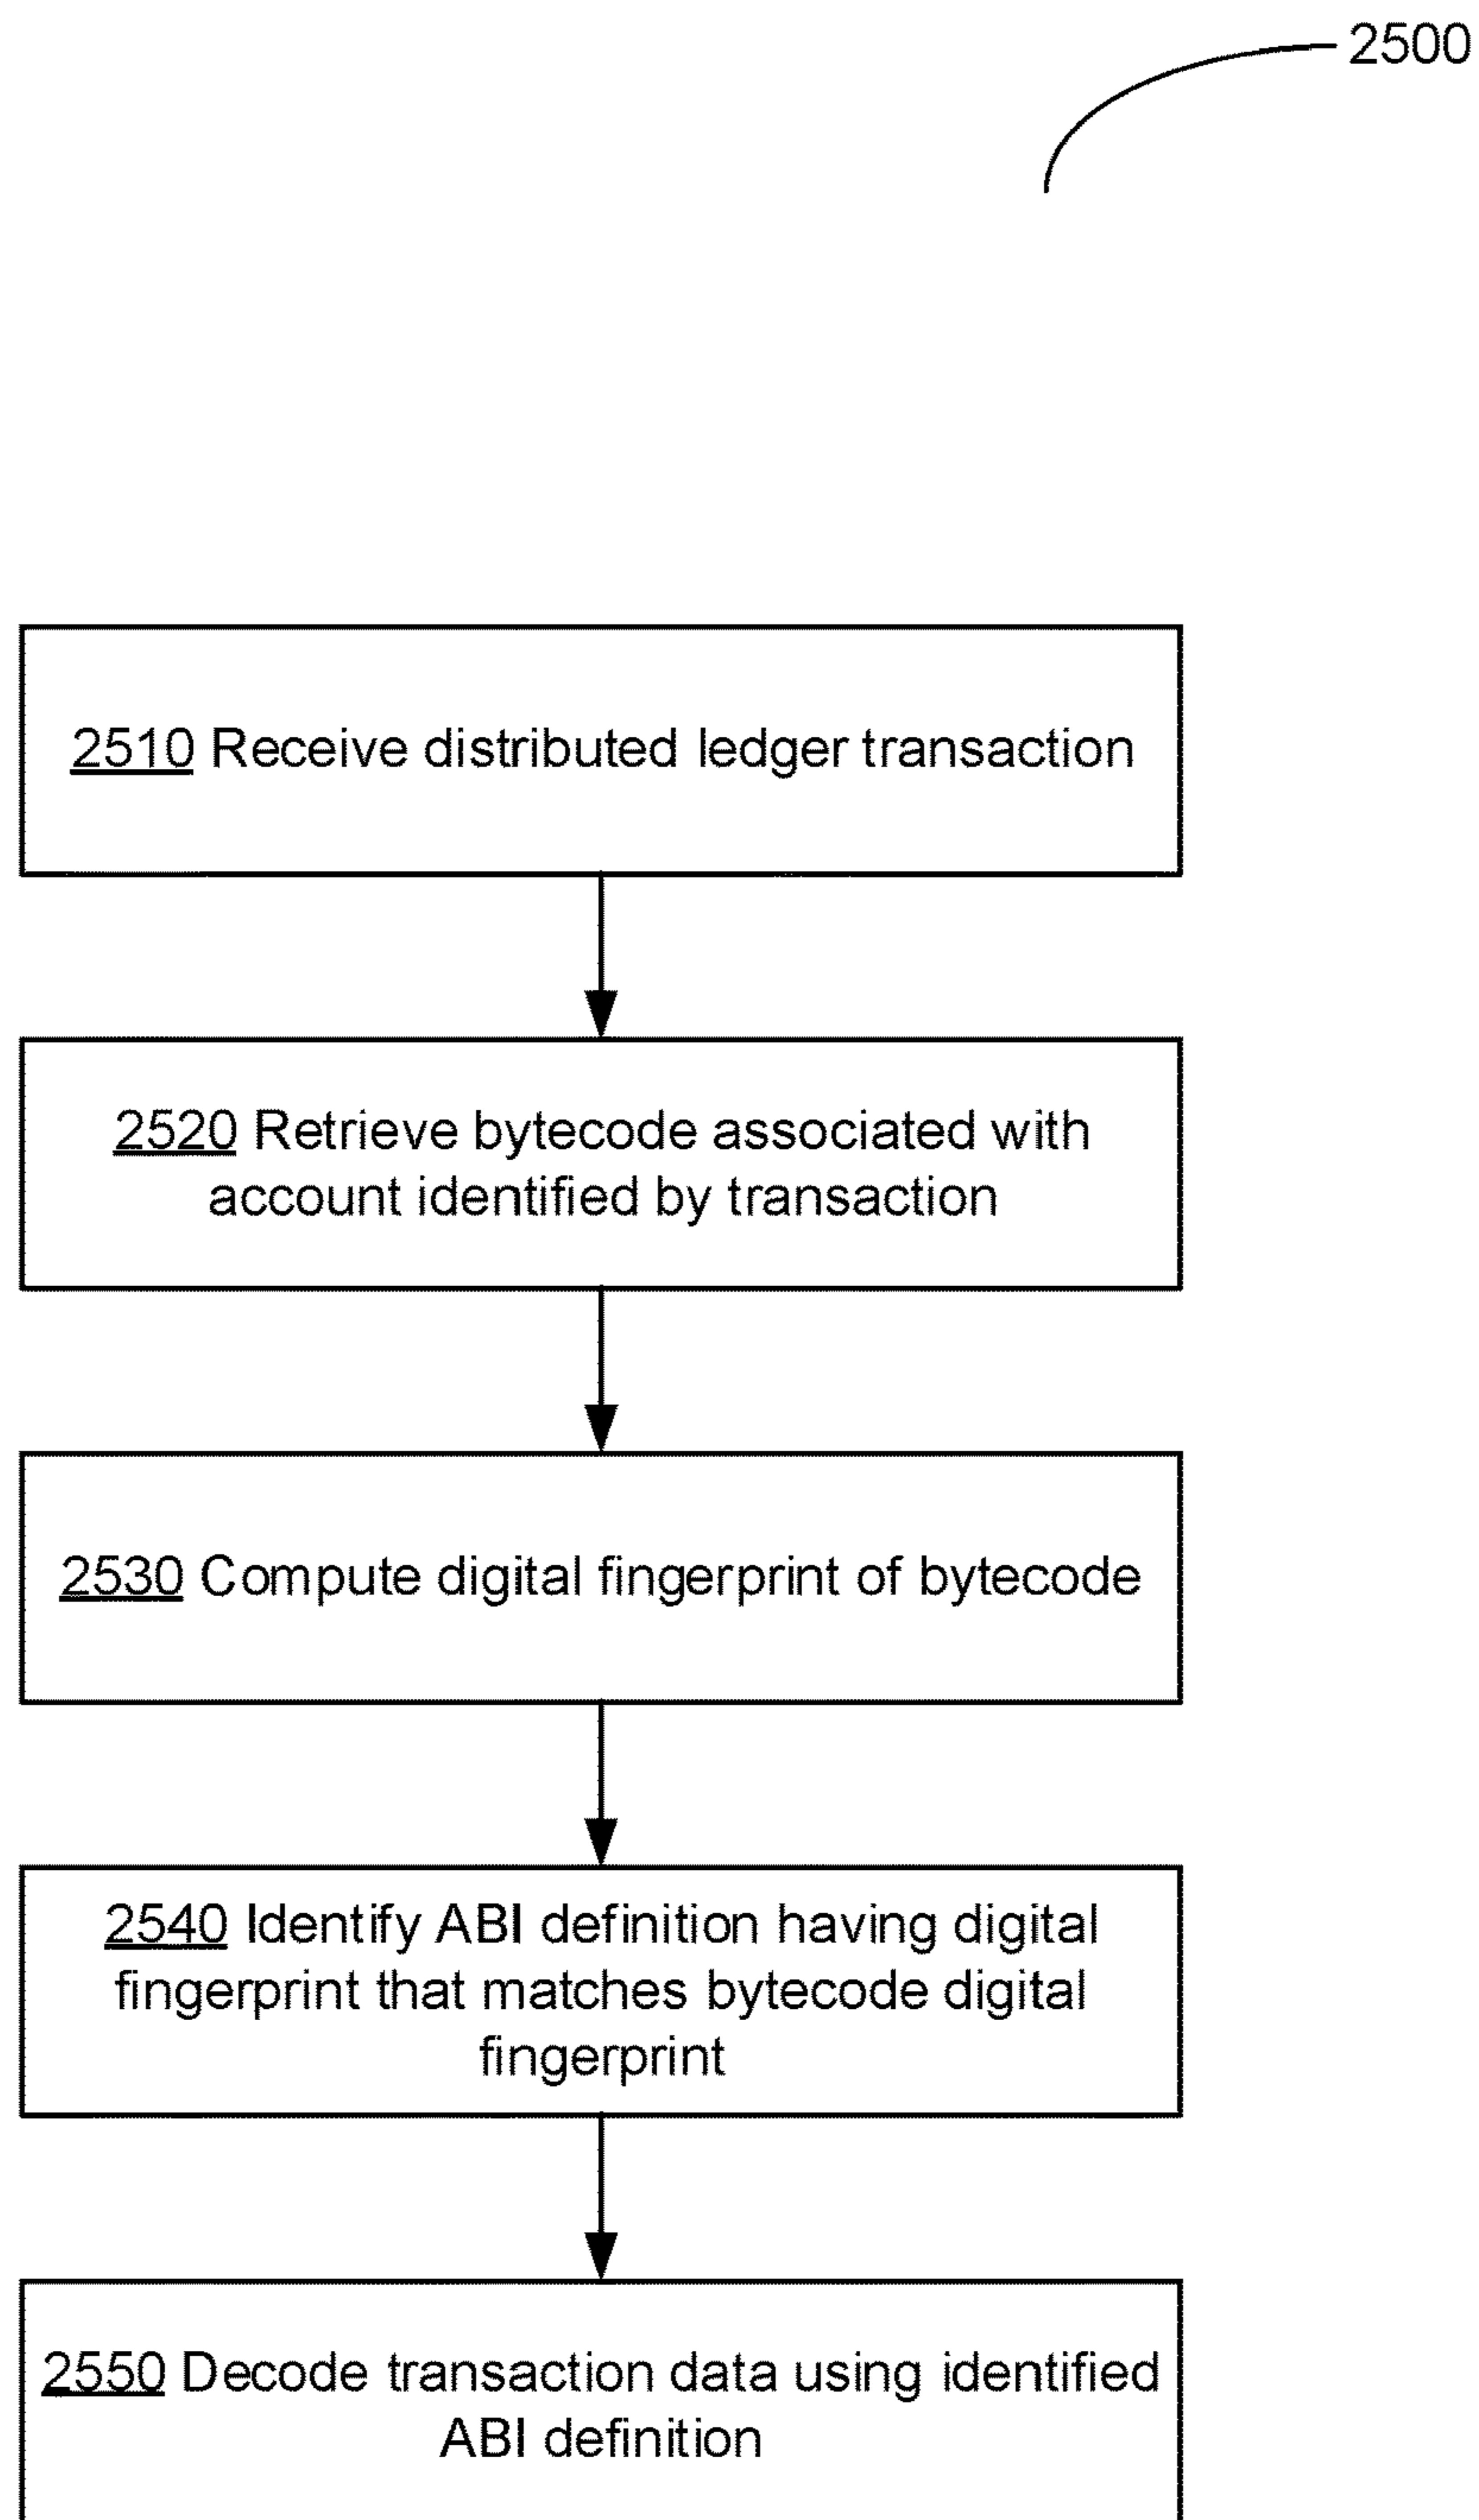 2500
2510 Receive distributed ledger transaction
2520 Retrieve bytecode associated with
account identified by transaction
2530 Compute digital fingerprint of bytecode
2540 Identify ABI definition having digital
fingerprint that matches bytecode digital
fingerprint
2550 Decode transaction data using identified
ABI definition